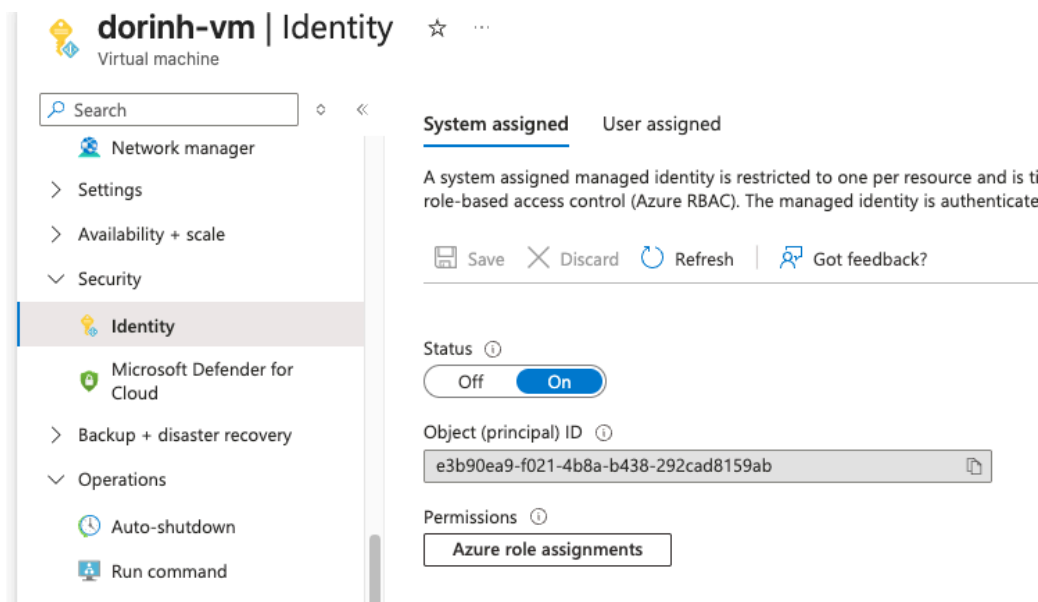 dorinh-vm | Identity
Virtual machine
Search
Network manager
Settings
Availability + scale
Security
Identity
Microsoft Defender for
Cloud
Backup + disaster recovery
Operations
Auto-shutdown
Run command
System assigned
User assigned
A system assigned managed identity is restricted to one per resource and is ti
role-based access control (Azure RBAC). The managed identity is authenticate
Save
Discard
Refresh
Got feedback?
Status
Off
On
Object (principal) ID
e3b90ea9-f021-4b8a-b438-292cad8159ab
Permissions
Azure role assignments